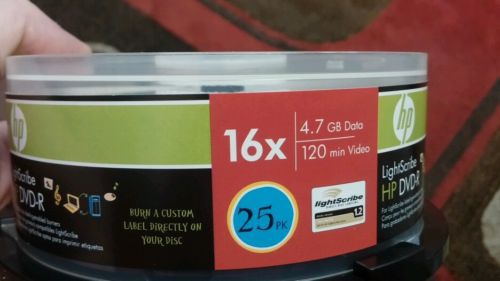 hp
LightScribe
DVD-R
BURN A CUSTOM
LABEL DIRECTLY ON
YOUR DISC
16x
4.7 GB Data
120 min Video
25 PK
lightScribe
1.2
hp
LightScribe
HP DVD-R